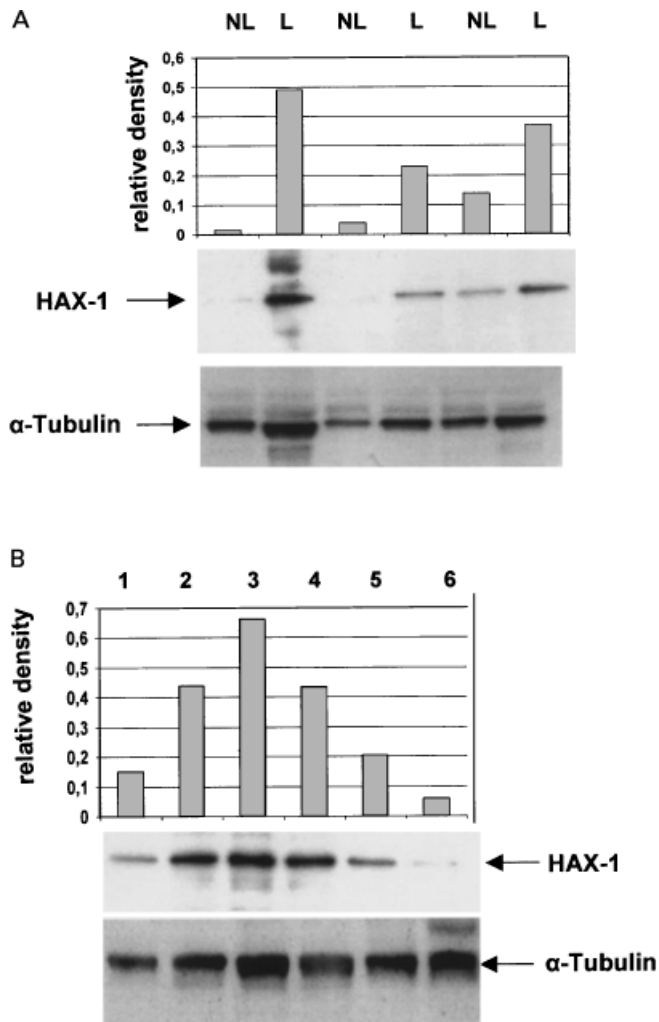 A
NL L NL L NL L
relative density
0,6
0,5
0,4
0,3
0,2
0,1
0
HAX-1
α-Tubulin
B
1 2 3 4 5 6
relative density
0,7
0,6
0,5
0,4
0,3
0,2
0,1
0
HAX-1
α-Tubulin